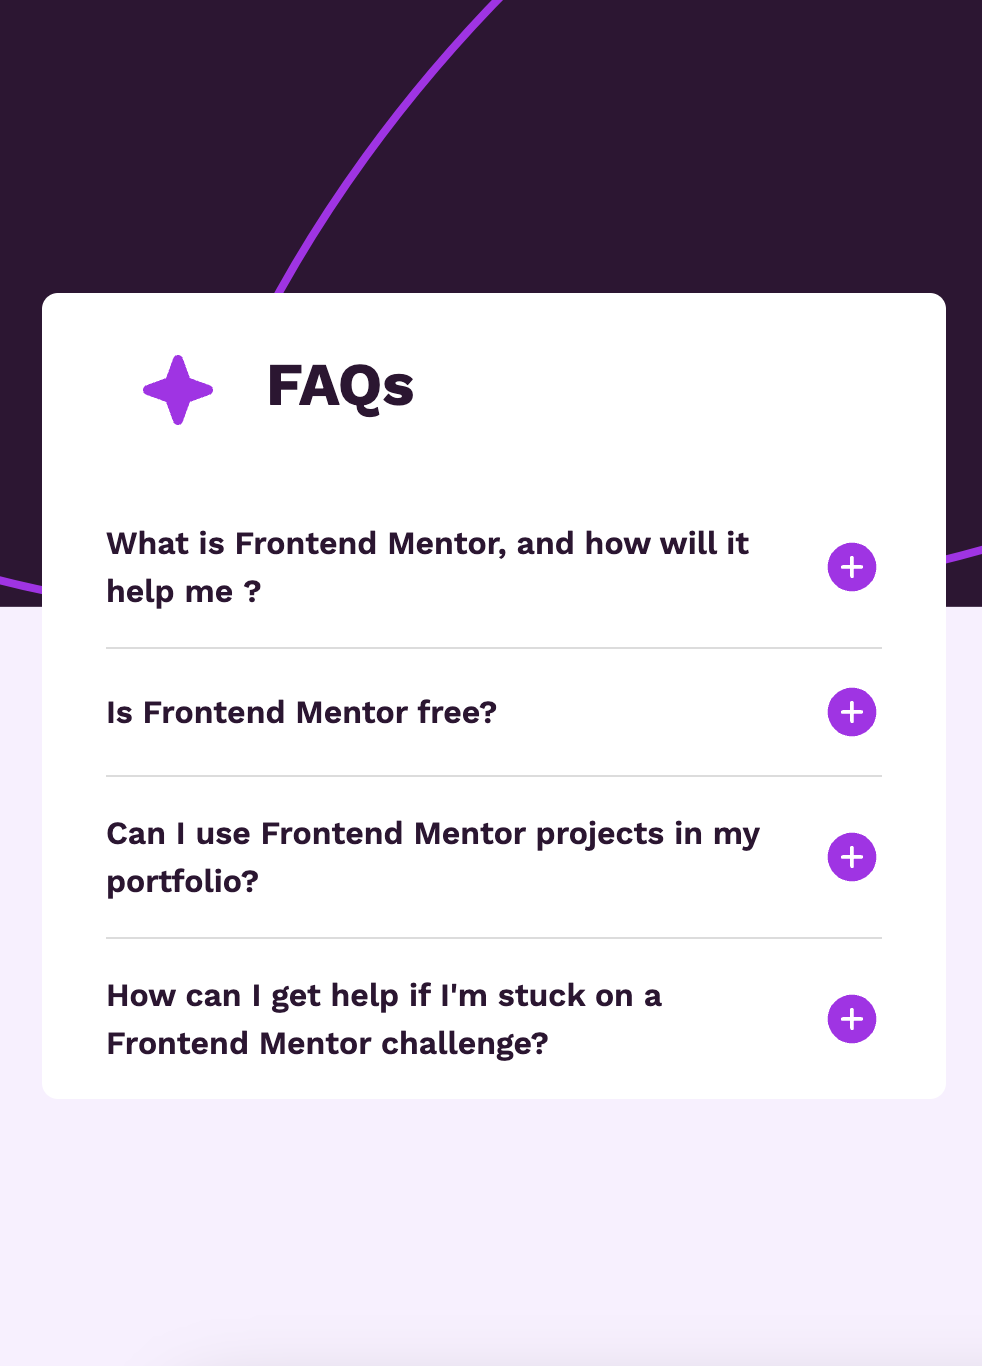 FAQs
What is Frontend Mentor, and how will it
help me ?
Is Frontend Mentor free?
Can I use Frontend Mentor projects in my
portfolio?
How can I get help if I'm stuck on a
Frontend Mentor challenge?